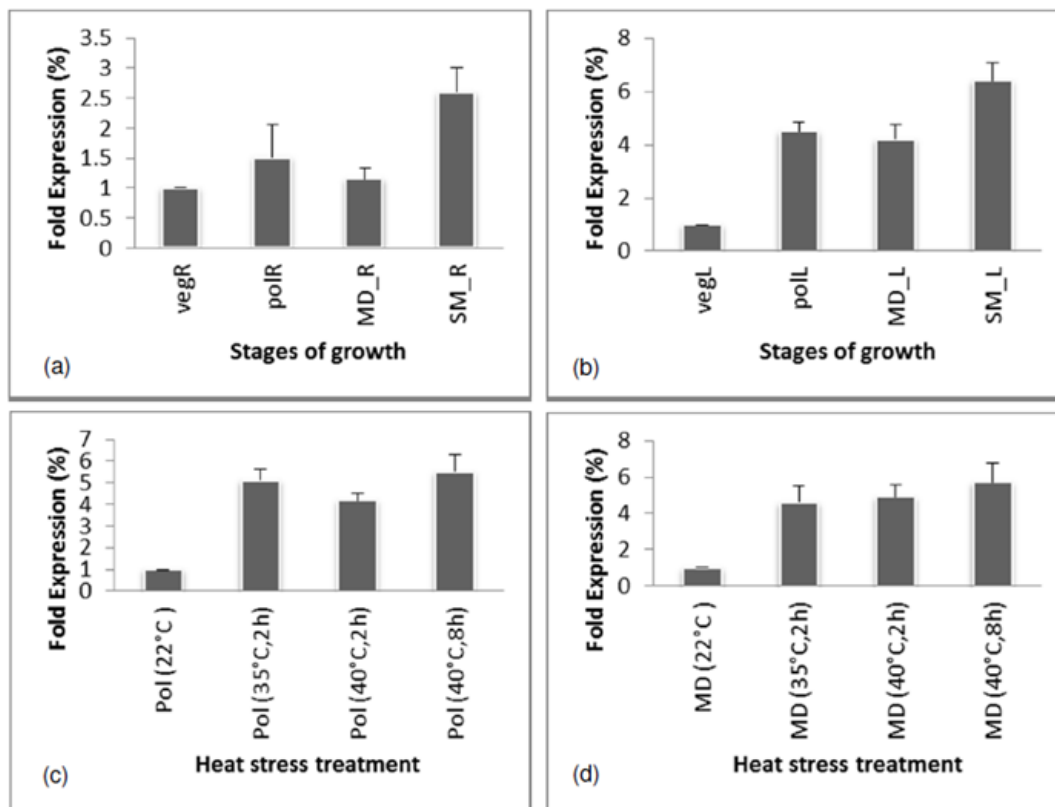 Fold Expression (%)
3.5
3
2.5
2
1.5
1
0.5
0
vegR
polR
MD_R
SM_R
Stages of growth
(a)
Fold Expression (%)
8
6
4
2
0
vegL
polL
MD_L
SM_L
Stages of growth
(b)
Fold Expression (%)
7
6
5
4
3
2
1
0
Pol (22°C )
Pol (35°C,2h)
Pol (40°C,2h)
Pol (40°C,8h)
Heat stress treatment
(c)
Fold Expression (%)
8
6
4
2
0
MD (22°C )
MD (35°C,2h)
MD (40°C,2h)
MD (40°C,8h)
Heat stress treatment
(d)